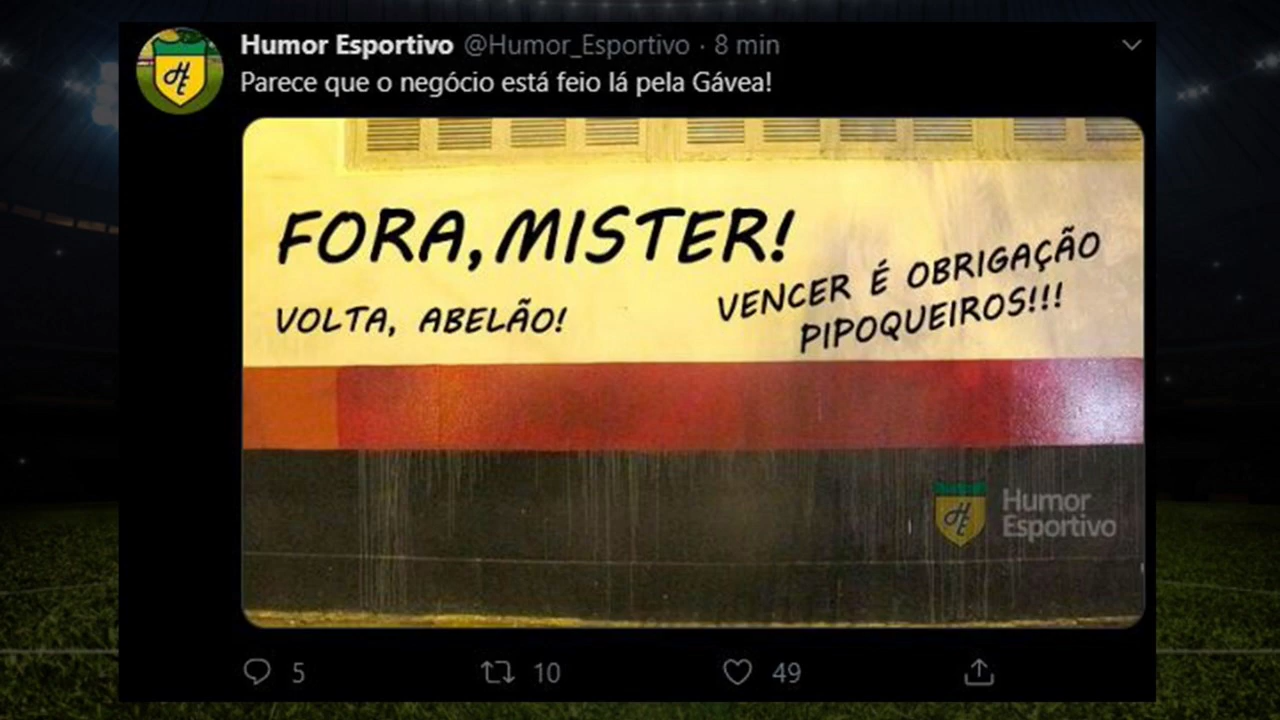 Humor Esportivo @Humor_Esportivo · 8 min
Parece que o negócio está feio lá pela Gávea!
FORA, MISTER!
VOLTA, ABELÃO!
VENCER É OBRIGAÇÃO
PIPOQUEIROS!!!
HE
Humor
Esportivo
5
10
49